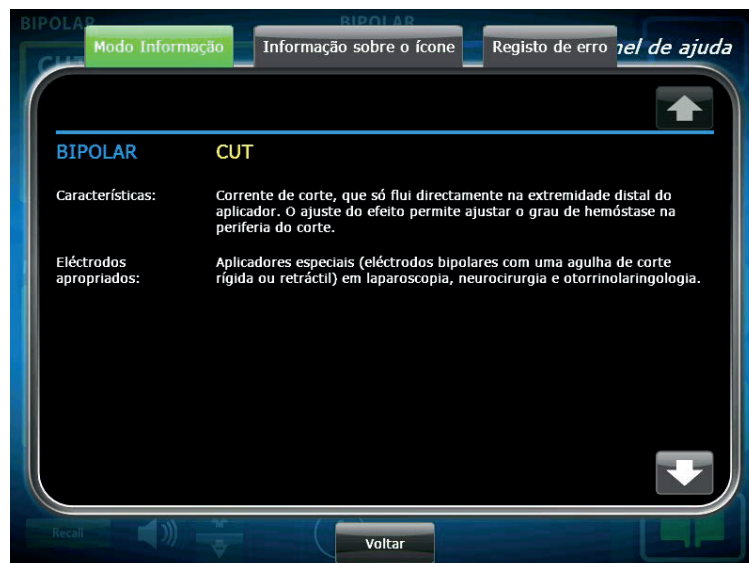 BIPOLAR
BIPOLAR
Modo Informação
Informação sobre o ícone
Registo de erro
nel de ajuda
CUT
BIPOLAR
CUT
Características:
Corrente de corte, que só flui directamente na extremidade distal do
aplicador. O ajuste do efeito permite ajustar o grau de hemóstase na
periferia do corte.
Eléctrodos
apropriados:
Aplicadores especiais (eléctrodos bipolares com uma agulha de corte
rígida ou retráctil) em laparoscopia, neurocirurgia e otorrinolaringologia.
Recall
Voltar